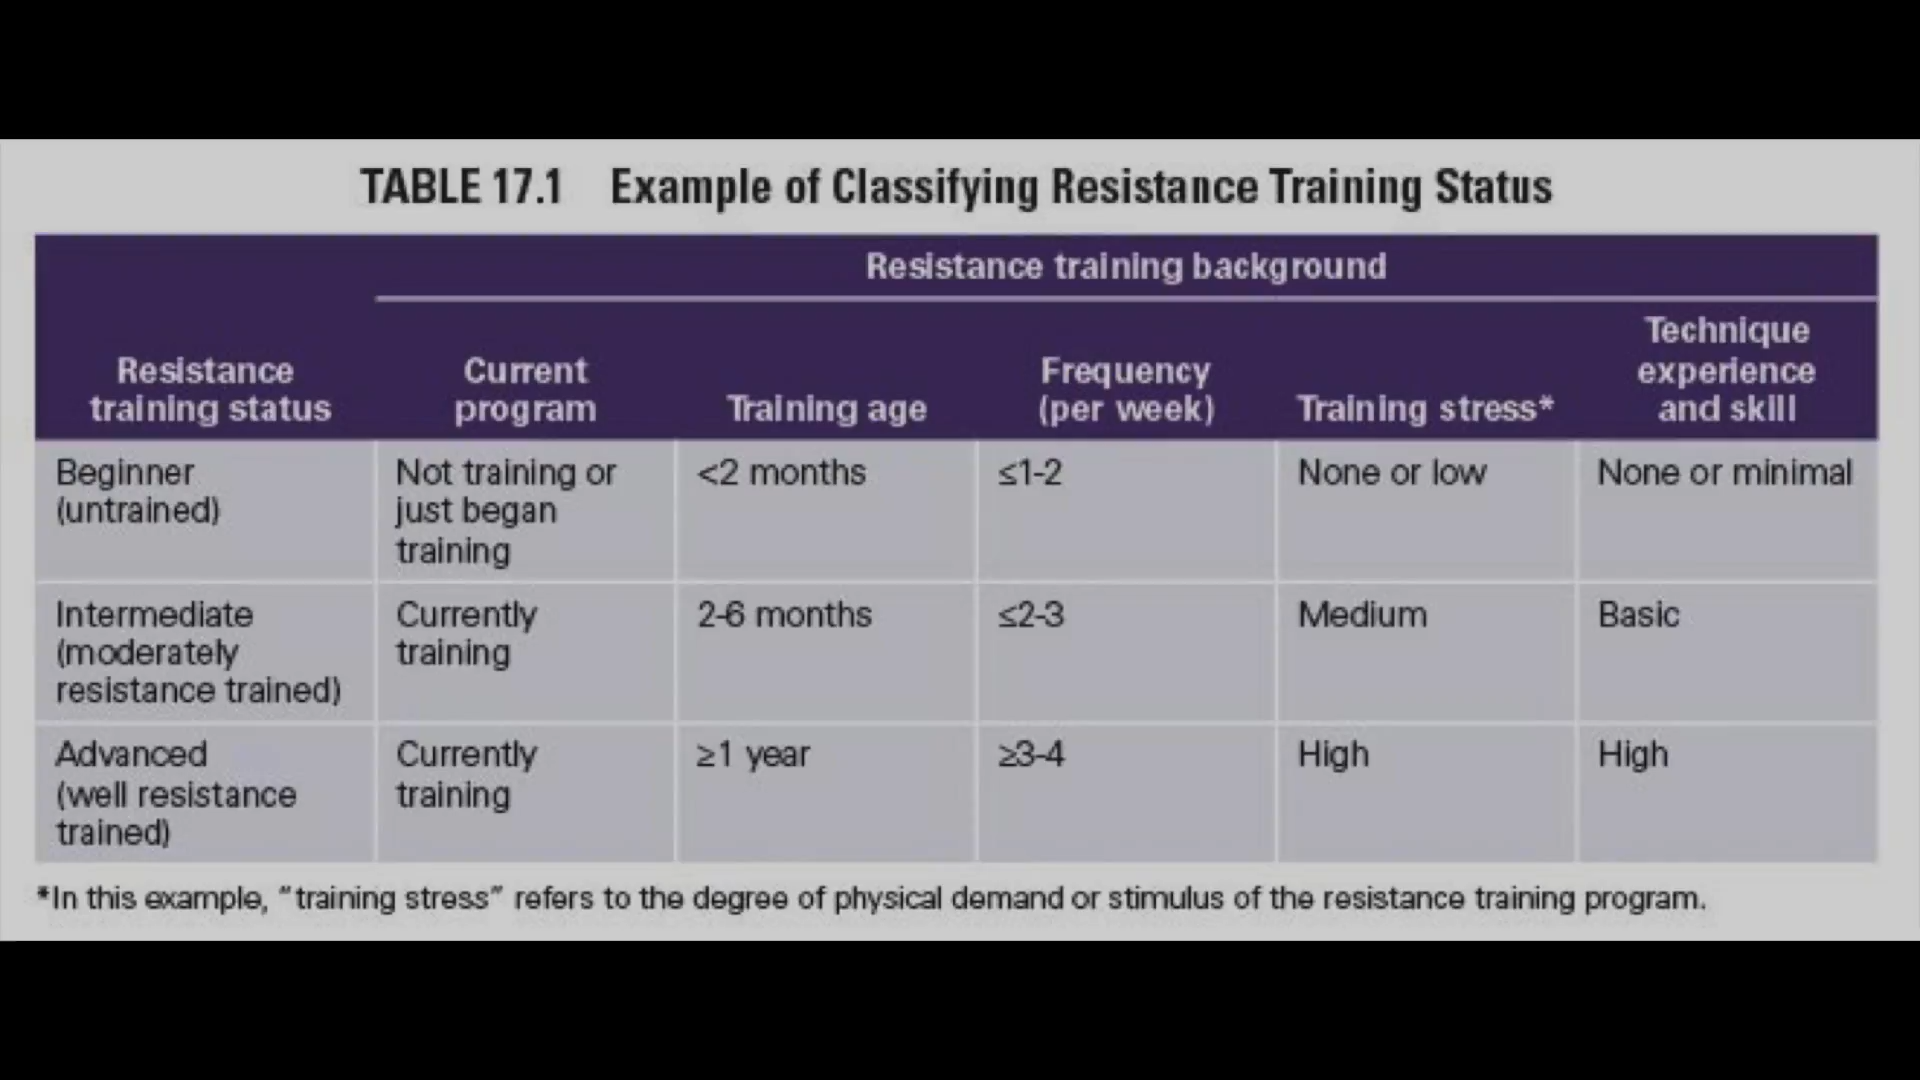 TABLE 17.1 Example of Classifying Resistance Training Status
Resistance training background
Resistance training status
Current program
Training age
Frequency (per week)
Training stress*
Technique experience and skill
Beginner (untrained)
Not training or just began training
<2 months
≤1-2
None or low
None or minimal
Intermediate (moderately resistance trained)
Currently training
2-6 months
≤2-3
Medium
Basic
Advanced (well resistance trained)
Currently training
≥1 year
≥3-4
High
High
*In this example, “training stress” refers to the degree of physical demand or stimulus of the resistance training program.